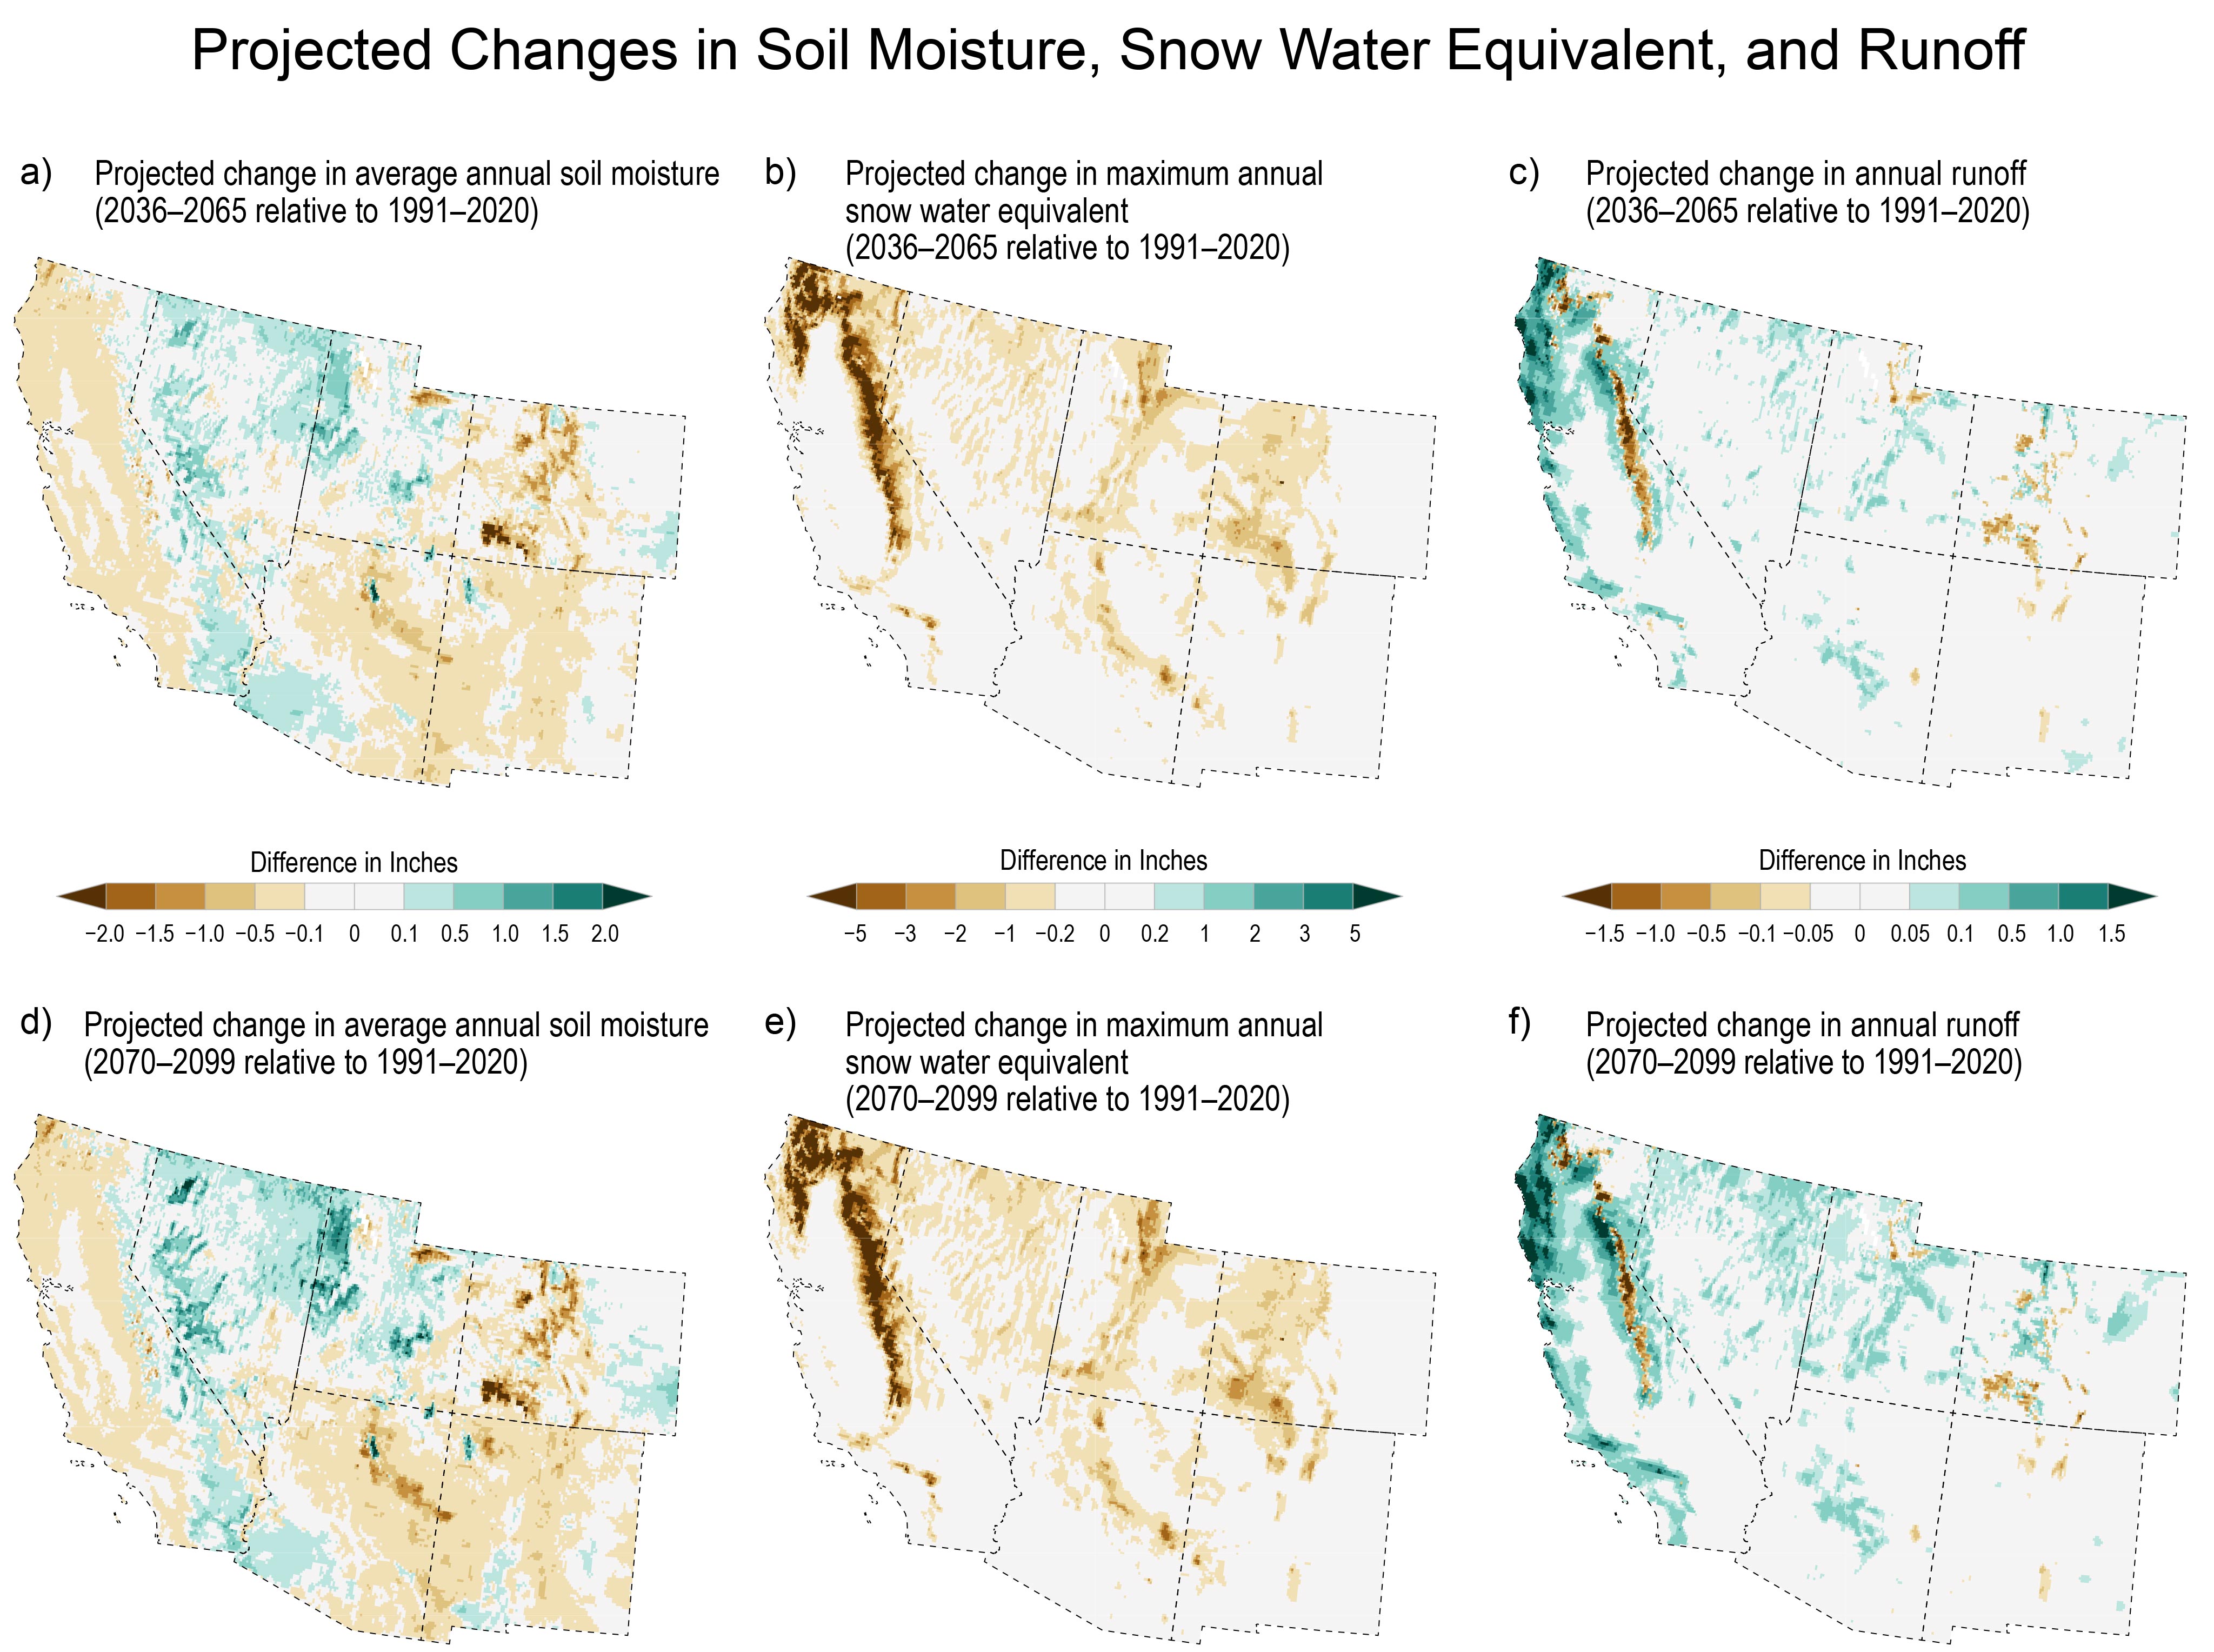 Projected Changes in Soil Moisture, Snow Water Equivalent, and Runoff
a) Projected change in average annual soil moisture
(2036–2065 relative to 1991–2020)
b) Projected change in maximum annual
snow water equivalent
(2036–2065 relative to 1991–2020)
c) Projected change in annual runoff
(2036–2065 relative to 1991–2020)
Difference in Inches
−2.0 −1.5 −1.0 −0.5 −0.1 0 0.1 0.5 1.0 1.5 2.0
Difference in Inches
−5 −3 −2 −1 −0.2 0 0.2 1 2 3 5
Difference in Inches
−1.5 −1.0 −0.5 −0.1 −0.05 0 0.05 0.1 0.5 1.0 1.5
d) Projected change in average annual soil moisture
(2070–2099 relative to 1991–2020)
e) Projected change in maximum annual
snow water equivalent
(2070–2099 relative to 1991–2020)
f) Projected change in annual runoff
(2070–2099 relative to 1991–2020)